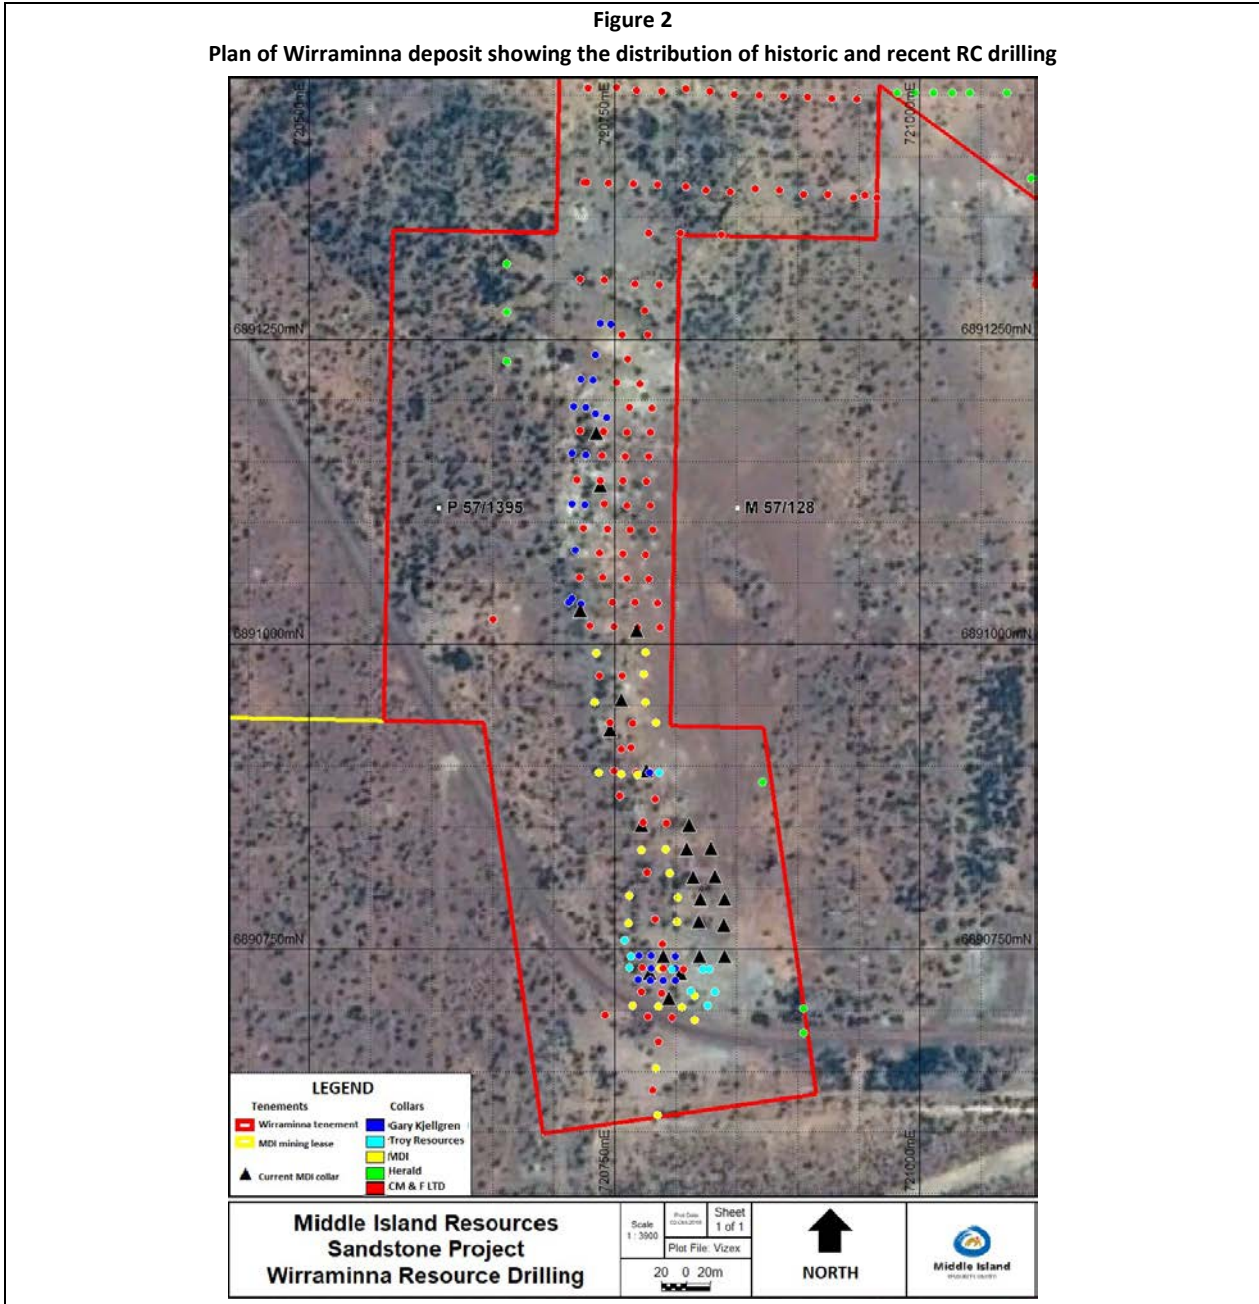 Figure 2
Plan of Wirraminna deposit showing the distribution of historic and recent RC drilling
720500mE
720750mE
721000mE
6891250mN
6891250mN
P 57/1395
M 57/128
6891000mN
6891000mN
6890750mN
6890750mN
720750mE
721000mE
LEGEND
Tenements
Collars
Wirraminna tenement
Gary Kjellgren
MDI mining lease
Troy Resources
MDI
Current MDI collar
Herald
CM & F LTD
Middle Island Resources
Sandstone Project
Wirraminna Resource Drilling
Scale
1 : 3900
Plot Date
Sheet
1 of 1
Plot File: Vizex
20 0 20m
NORTH
Middle Island